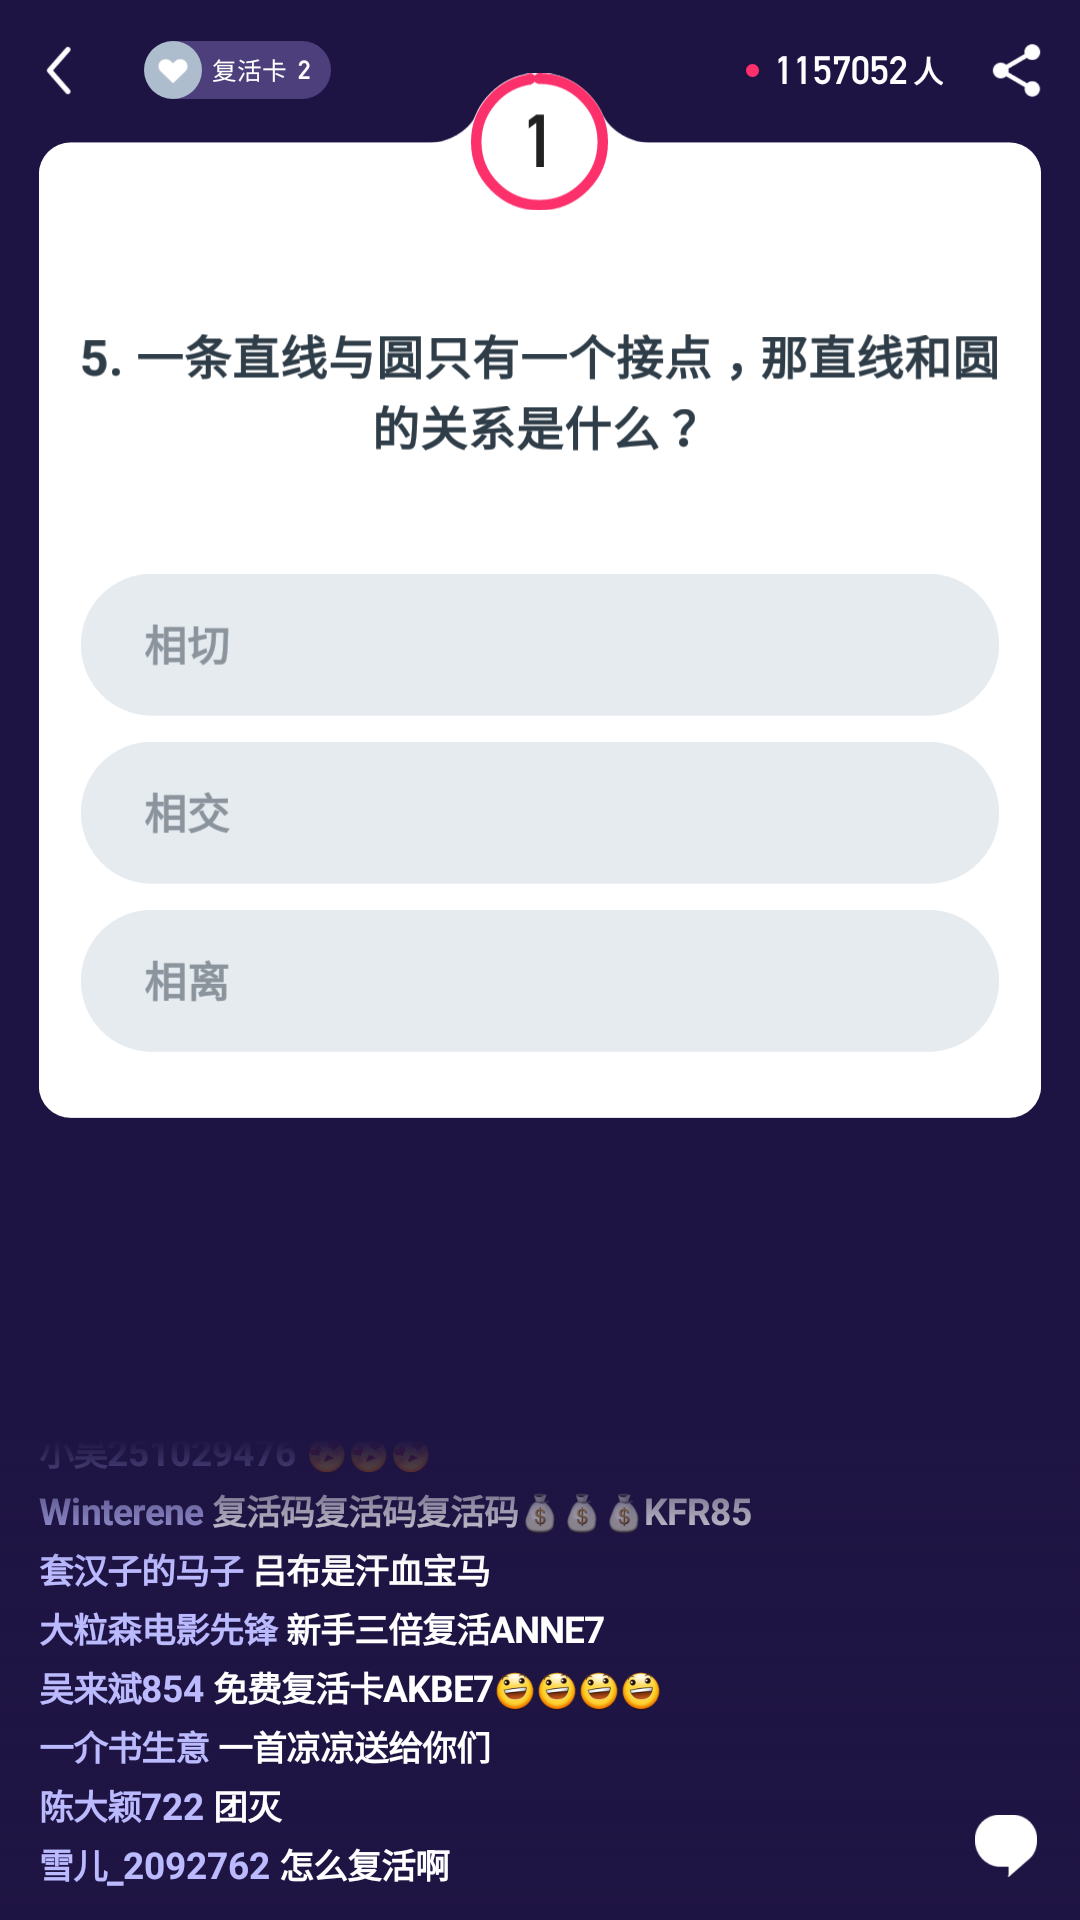 复活卡 2
1157052人
1
5. 一条直线与圆只有一个接点，那直线和圆
的关系是什么？
相切
相交
相离
小吴251029476
Winterene 复活码复活码复活码💰💰💰KFR85
套汉子的马子 吕布是汗血宝马
大粒森电影先锋 新手三倍复活ANNE7
吴来斌854 免费复活卡AKBE7😄😄😄😄
一介书生意 一首凉凉送给你们
陈大颖722 团灭
雪儿_2092762 怎么复活啊